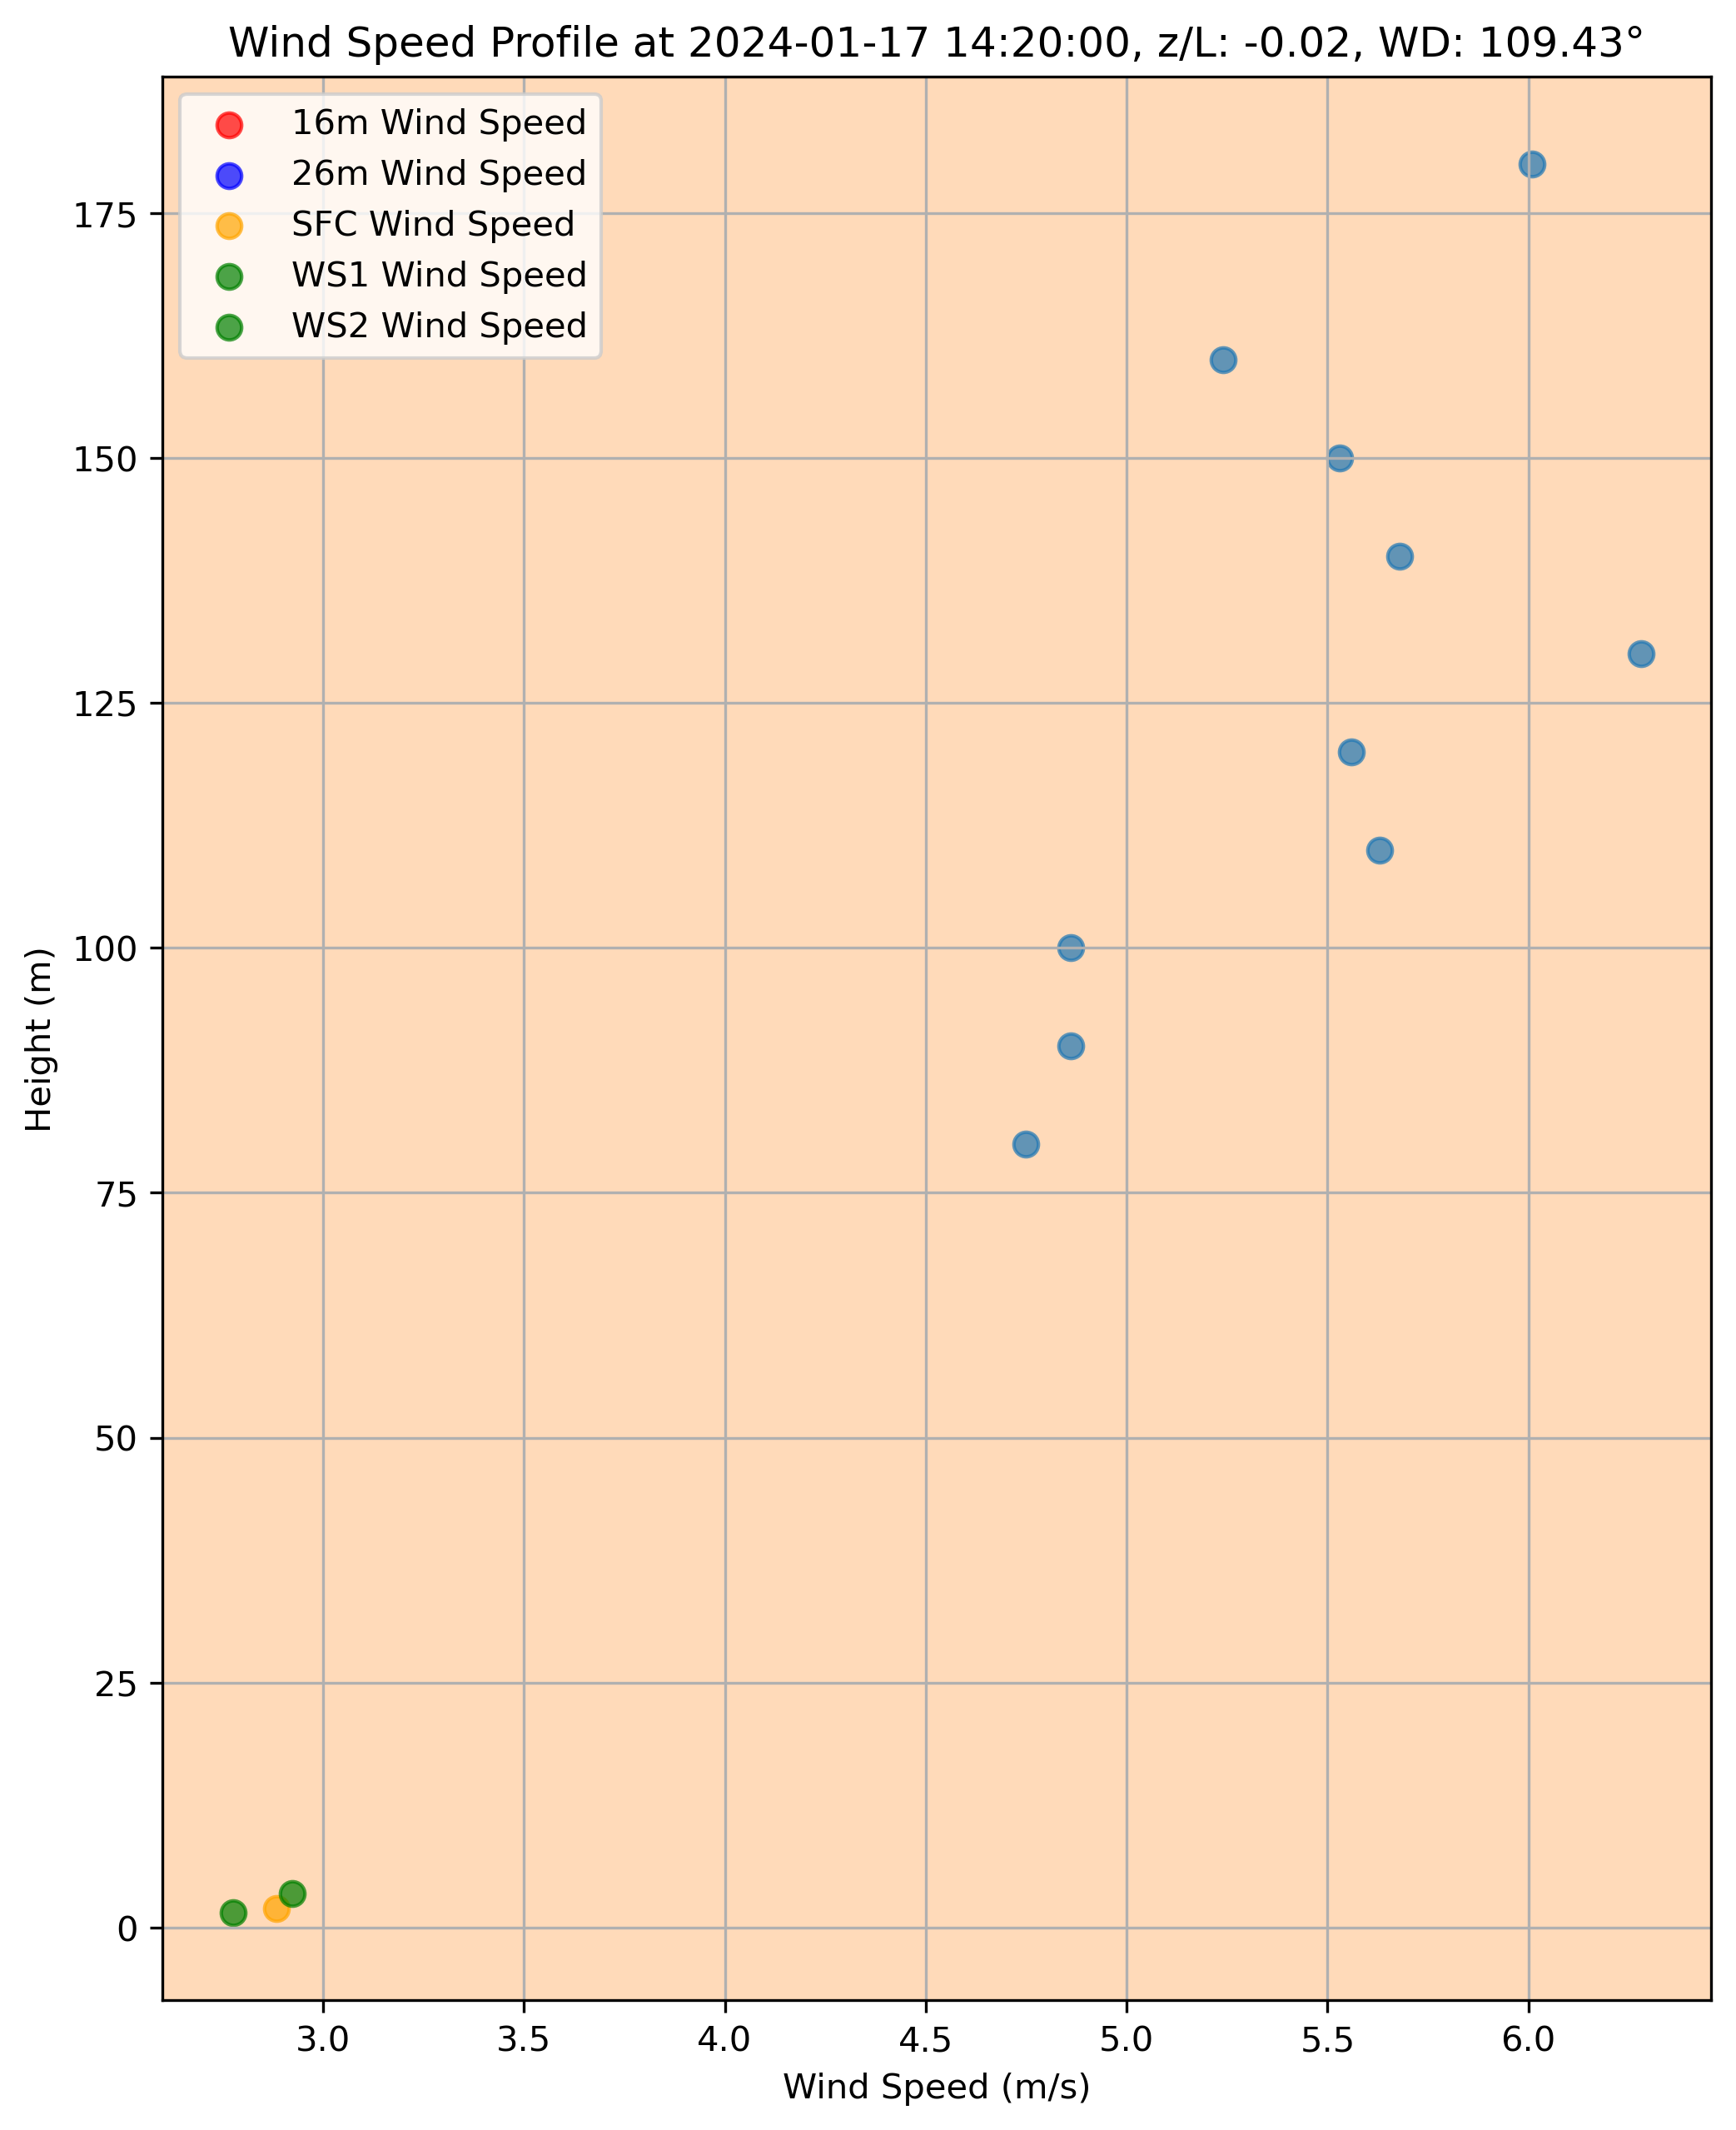 Wind Speed Profile at 2024-01-17 14:20:00, z/L: -0.02, WD: 109.43°
16m Wind Speed
26m Wind Speed
SFC Wind Speed
WS1 Wind Speed
WS2 Wind Speed
175
150
125
100
75
50
25
0
Height (m)
3.0 3.5 4.0 4.5 5.0 5.5 6.0
Wind Speed (m/s)